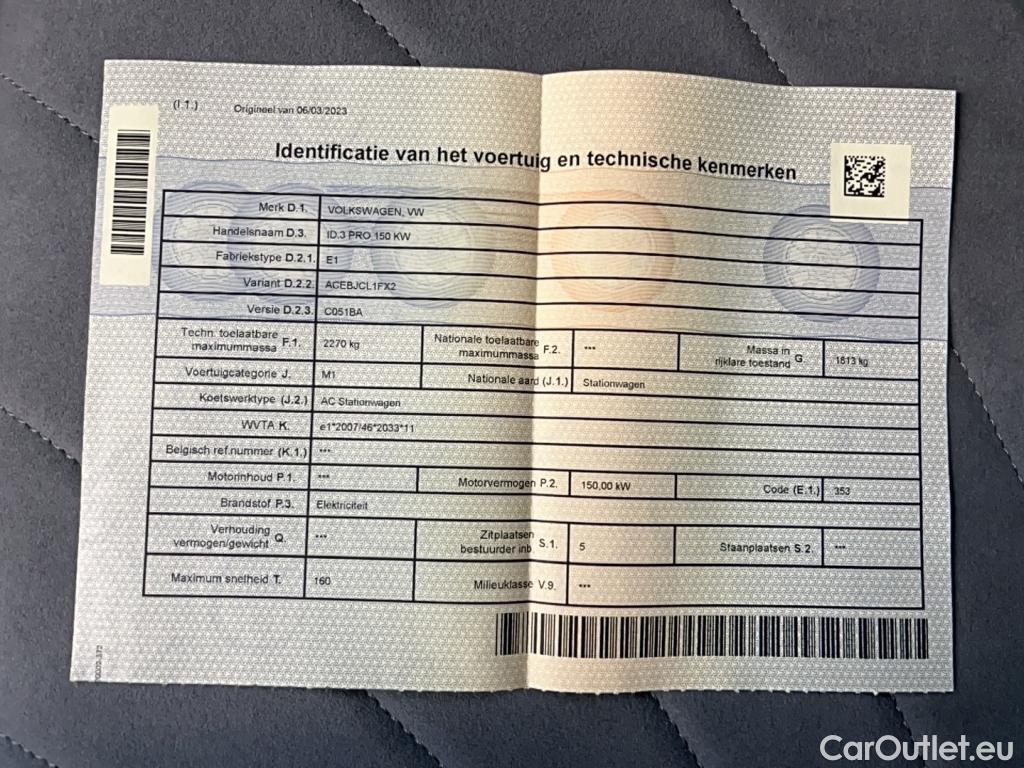 (I.1.) Origineel van 06/03/2023
Identificatie van het voertuig en technische kenmerken
Merk D.1. VOLKSWAGEN, VW
Handelsnaam D.3. ID.3 PRO 150 KW
Fabriekstype D.2.1. E1
Variant D.2.2. ACEBJCL1FX2
Versie D.2.3. C051BA
Techn. toelaatbare maximummassa F.1. 2270 kg Nationale toelaatbare maximummassa F.2. *** Massa in rijklare toestand G 1813 kg
Voertuigcategorie J. M1 Nationale aard (J.1.) Stationwagen
Koetswerktype (J.2.) AC Stationwagen
WVTA K. e1*2007/46*2033*11
Belgisch ref.nummer (K.1.) ***
Motorinhoud P.1. *** Motorvermogen P.2. 150,00 kW Code (E.1.) 353
Brandstof P.3. Elektriciteit
Verhouding vermogen/gewicht Q *** Zitplaatsen bestuurder inb S.1. 5 Staanplaatsen S.2. ***
Maximum snelheid T. 160 Milieuklasse V.9. ***
CarOutlet.eu